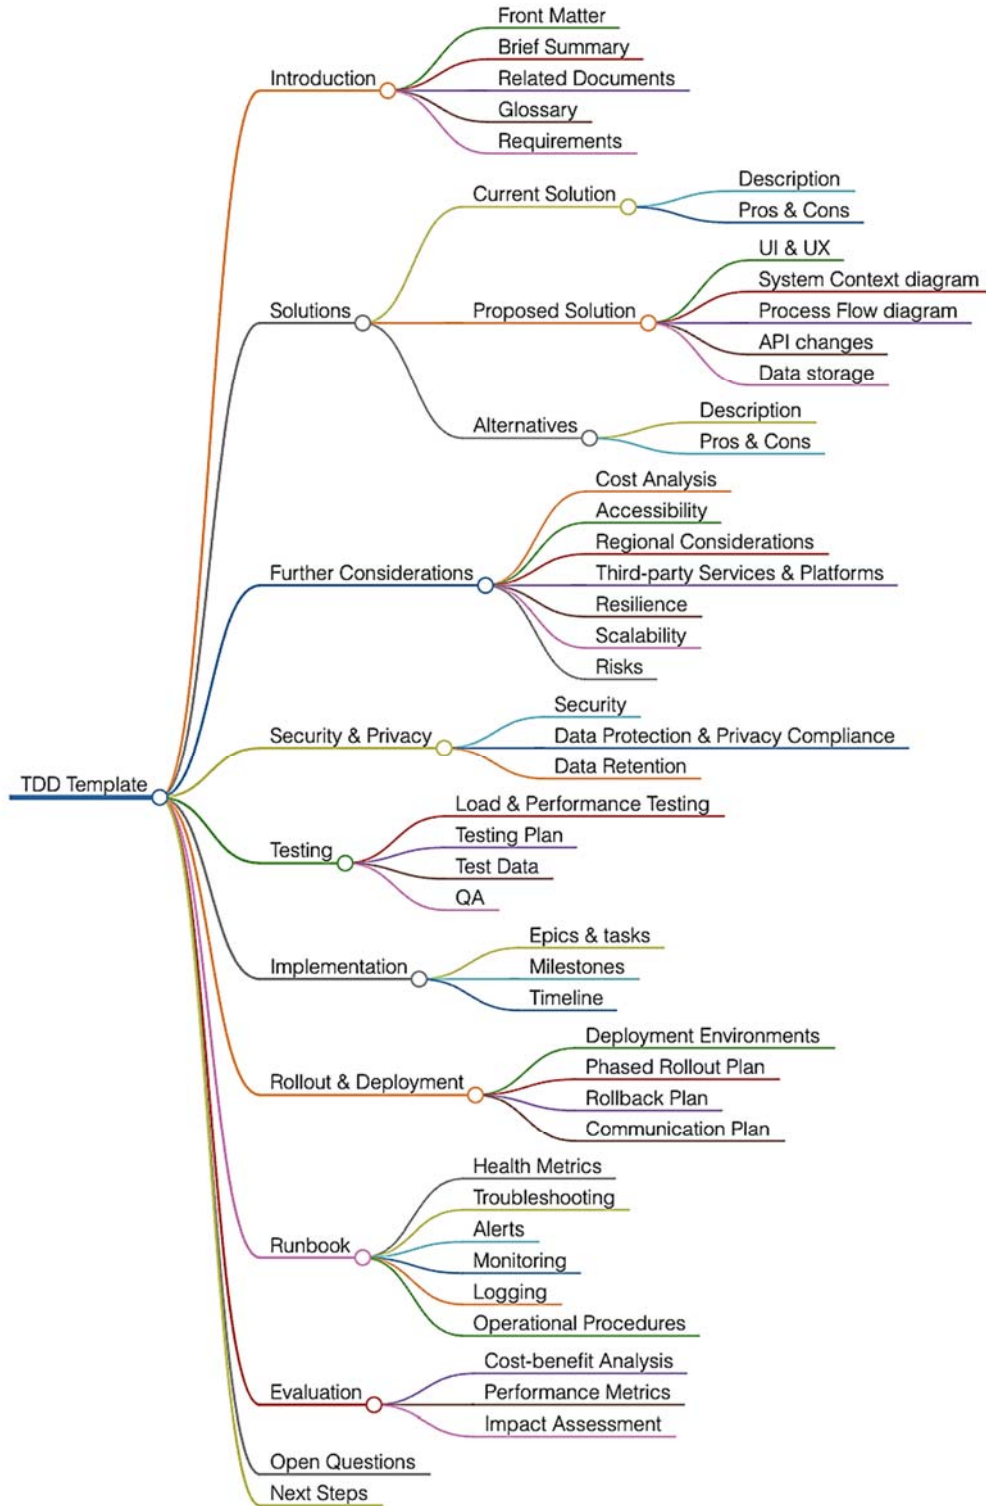 TDD Template
Introduction
Front Matter
Brief Summary
Related Documents
Glossary
Requirements
Solutions
Current Solution
Description
Pros & Cons
Proposed Solution
UI & UX
System Context diagram
Process Flow diagram
API changes
Data storage
Alternatives
Description
Pros & Cons
Further Considerations
Cost Analysis
Accessibility
Regional Considerations
Third-party Services & Platforms
Resilience
Scalability
Risks
Security & Privacy
Security
Data Protection & Privacy Compliance
Data Retention
Testing
Load & Performance Testing
Testing Plan
Test Data
QA
Implementation
Epics & tasks
Milestones
Timeline
Rollout & Deployment
Deployment Environments
Phased Rollout Plan
Rollback Plan
Communication Plan
Runbook
Health Metrics
Troubleshooting
Alerts
Monitoring
Logging
Operational Procedures
Evaluation
Cost-benefit Analysis
Performance Metrics
Impact Assessment
Open Questions
Next Steps